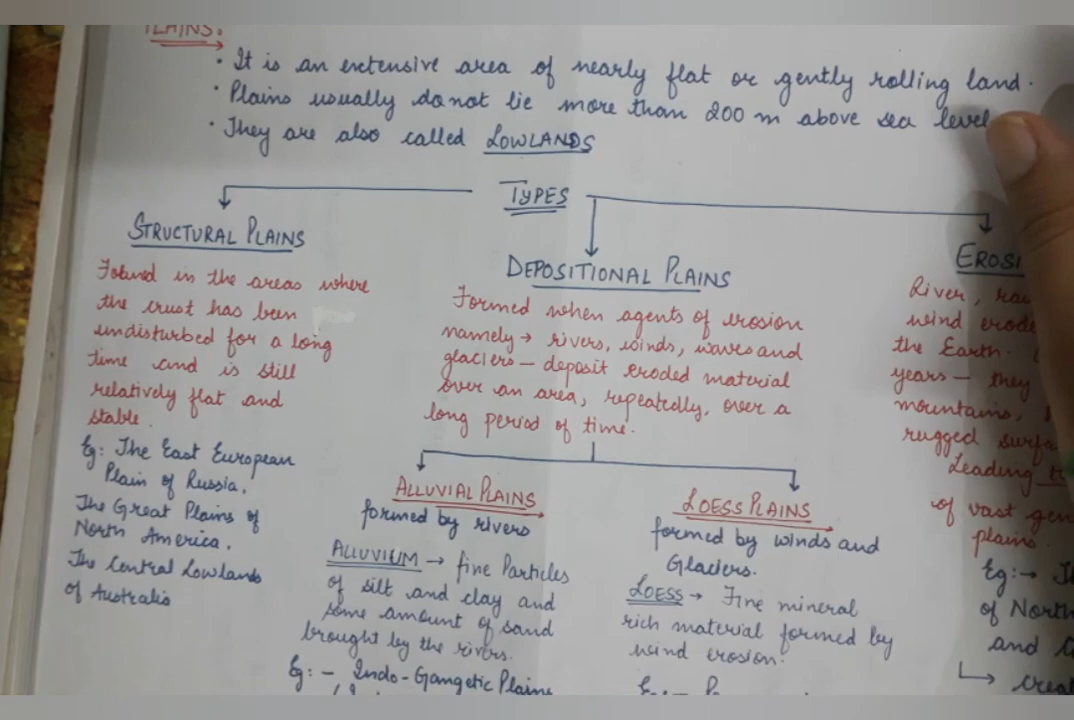 PLAINS:
· It is an extensive area of nearly flat or gently rolling land.
· Plains usually do not lie more than 200 m above sea level
· They are also called LOWLANDS
TYPES
STRUCTURAL PLAINS
Found in the areas where
the crust has been
undisturbed for a long
time and is still
relatively flat and
stable.
Eg: The East European
Plain of Russia.
The Great Plains of
North America.
The Central Lowlands
of Australia
DEPOSITIONAL PLAINS
Formed when agents of erosion
namely → rivers, winds, waves and
glaciers — deposit eroded material
over an area, repeatedly, over a
long period of time.
ALLUVIAL PLAINS
formed by rivers
ALLUVIUM → fine Particles
of silt and clay and
some amount of sand
brought by the rivers.
Eg: – Indo-Gangetic Plains
LOESS PLAINS
formed by winds and
Glaciers.
LOESS → Fine mineral
rich material formed by
wind erosion.
EROSI
River,
wind erode
the Earth.
years — they
mountains,
rugged
Leading
of vast
plains.
Eg:→
of North
and